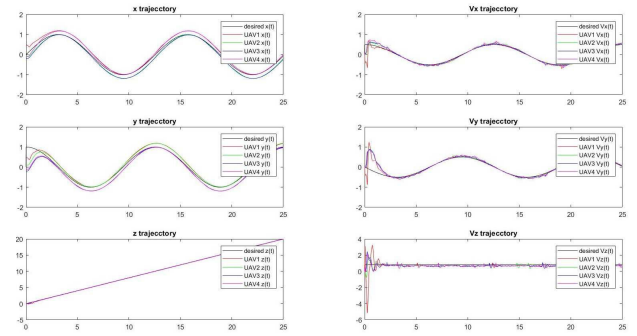 x trajecctory
2
1
0
-1
-2
0
5
10
15
20
25
desired x(t)
UAV1 x(t)
UAV2 x(t)
UAV3 x(t)
UAV4 x(t)
Vx trajecctory
2
1
0
-1
-2
0
5
10
15
20
25
desired Vx(t)
UAV1 Vx(t)
UAV2 Vx(t)
UAV3 Vx(t)
UAV4 Vx(t)
y trajecctory
2
1
0
-1
-2
0
5
10
15
20
25
desired y(t)
UAV1 y(t)
UAV2 y(t)
UAV3 y(t)
UAV4 y(t)
Vy trajecctory
2
1
0
-1
-2
0
5
10
15
20
25
desired Vy(t)
UAV1 Vy(t)
UAV2 Vy(t)
UAV3 Vy(t)
UAV4 Vy(t)
z trajecctory
20
15
10
5
0
-5
0
5
10
15
20
25
desired z(t)
UAV1 z(t)
UAV2 z(t)
UAV3 z(t)
UAV4 z(t)
Vz trajecctory
4
2
0
-2
-4
-6
0
5
10
15
20
25
desired Vz(t)
UAV1 Vz(t)
UAV2 Vz(t)
UAV3 Vz(t)
UAV4 Vz(t)